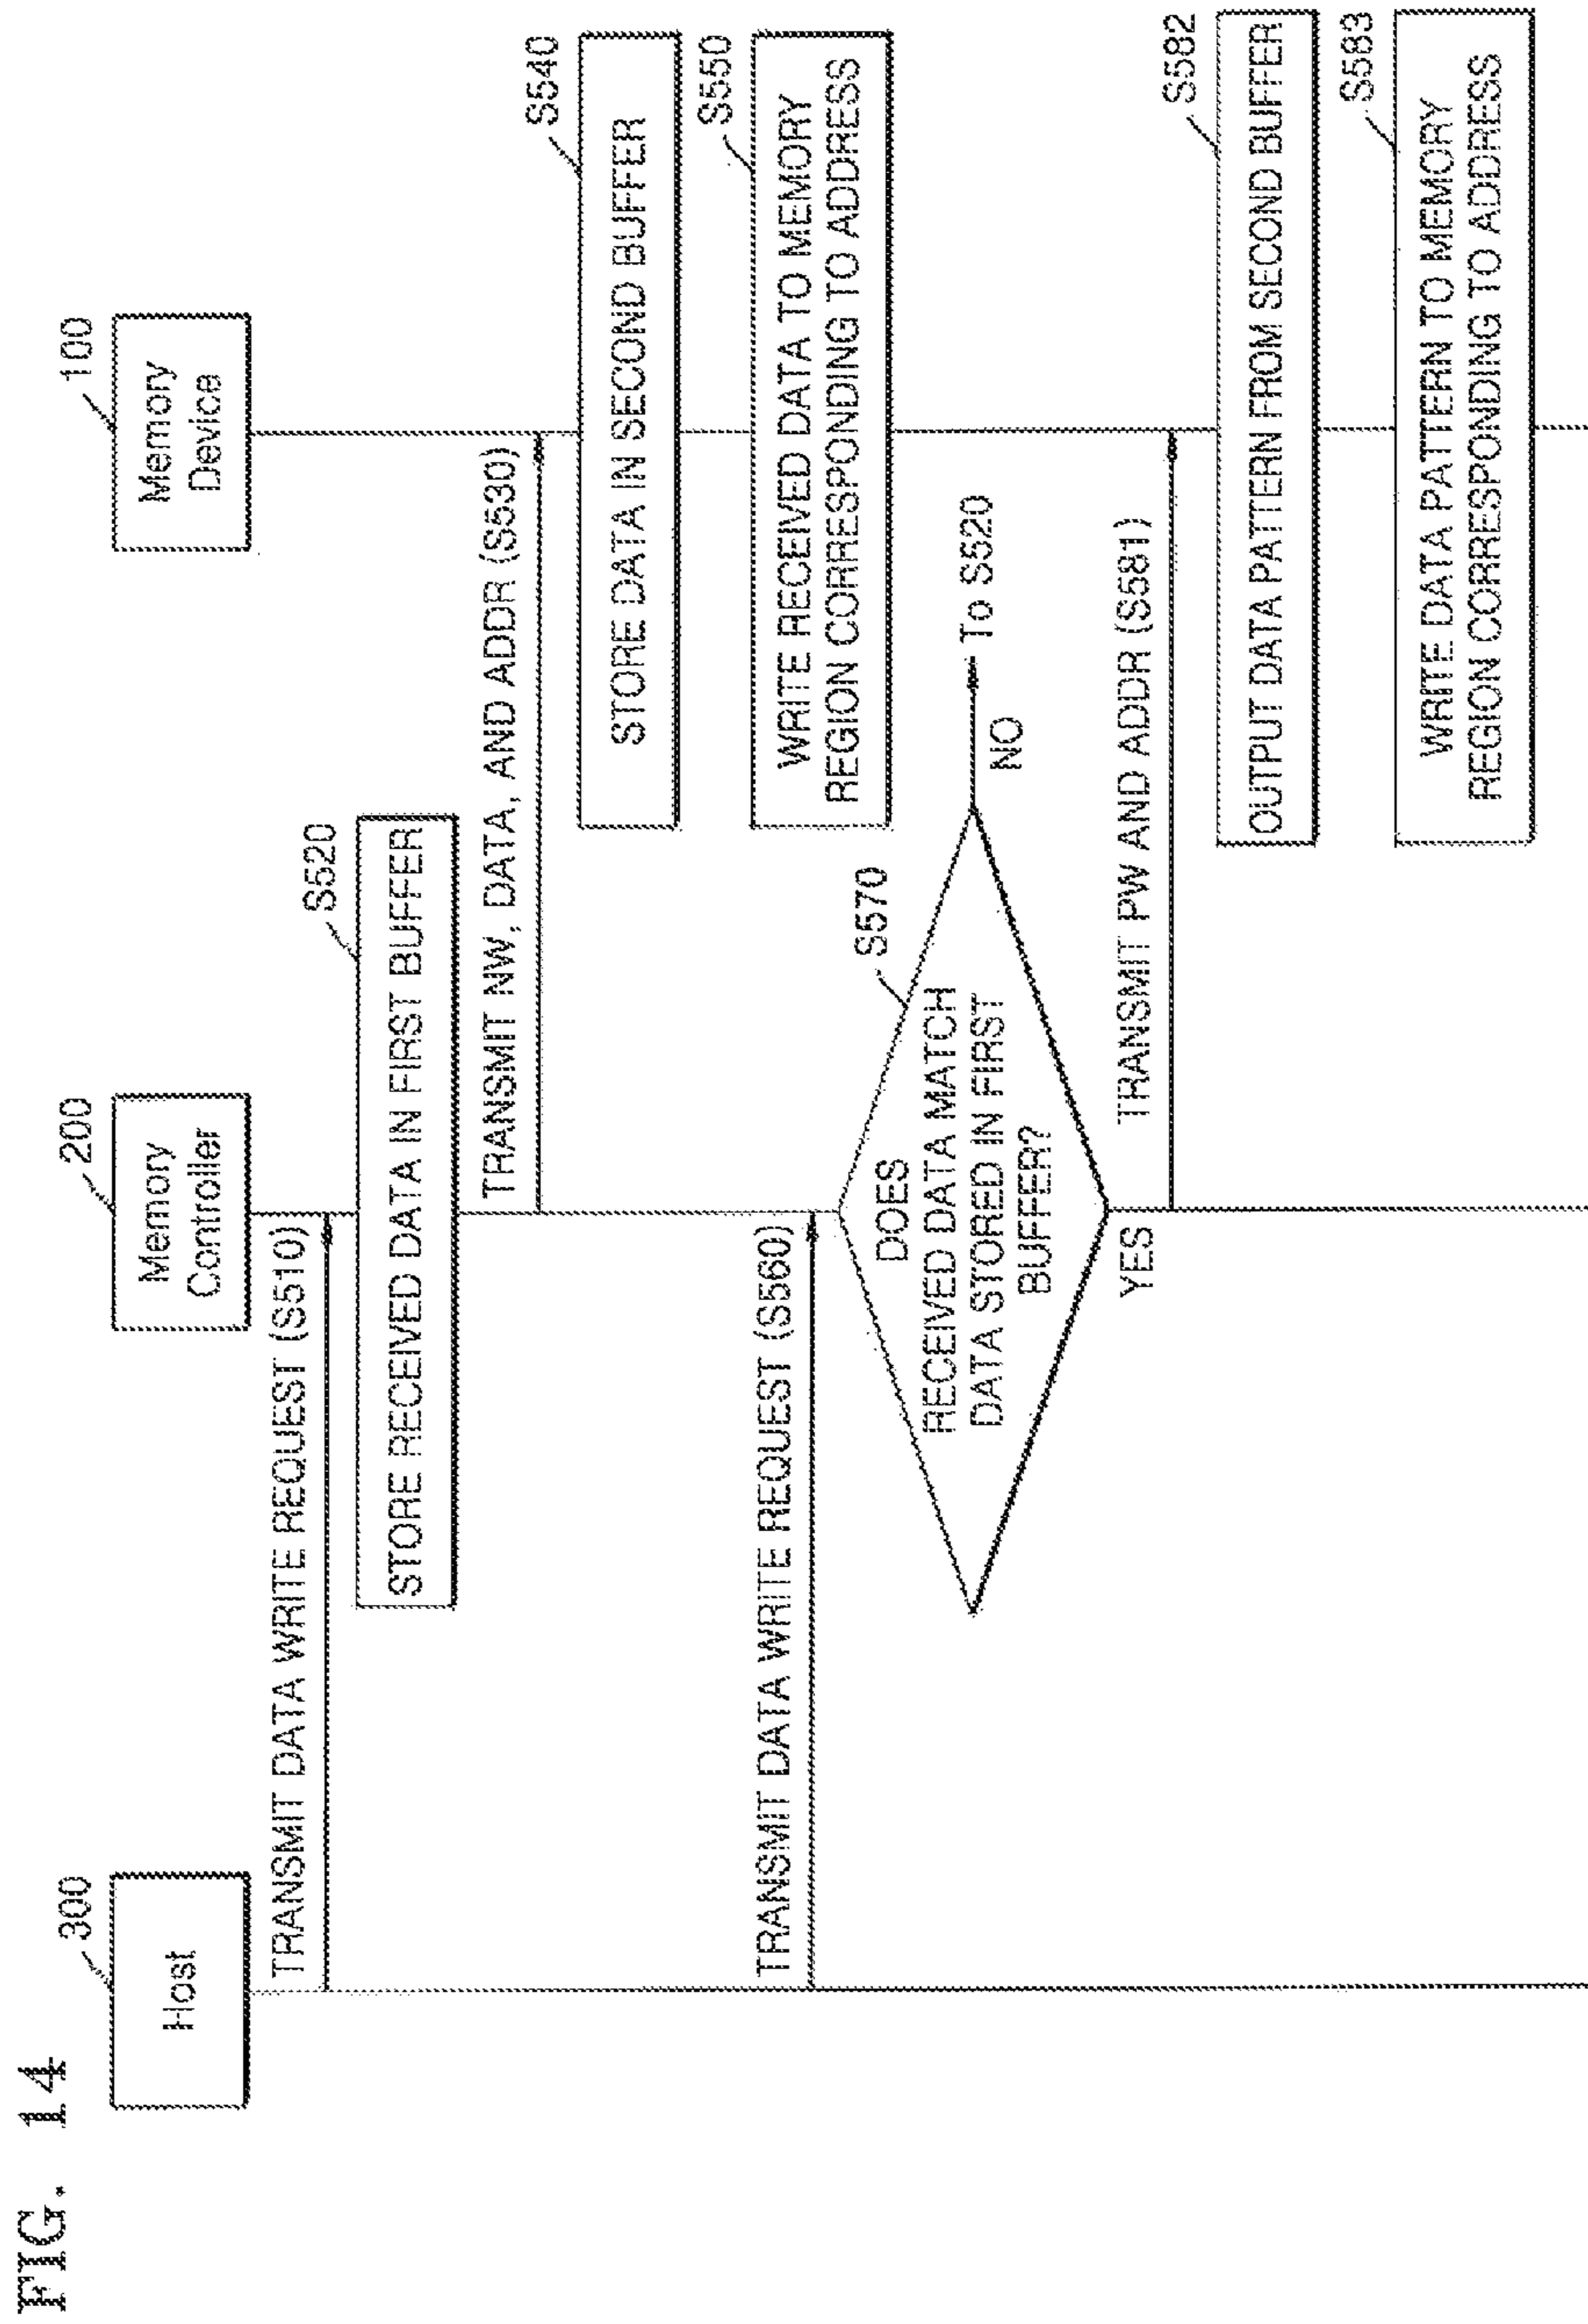 FIG. 14
300
Host
200
Memory
Controller
100
Memory
Device
TRANSMIT DATA WRITE REQUEST (S510)
S520
STORE RECEIVED DATA IN FIRST BUFFER
TRANSMIT NW, DATA, AND ADDR (S530)
S540
STORE DATA IN SECOND BUFFER
S550
WRITE RECEIVED DATA TO MEMORY
REGION CORRESPONDING TO ADDRESS
TRANSMIT DATA WRITE REQUEST (S560)
S570
DOES
RECEIVED DATA MATCH
DATA STORED IN FIRST
BUFFER?
NO
To S520
YES
TRANSMIT PW AND ADDR (S581)
S582
OUTPUT DATA PATTERN FROM SECOND BUFFER
S583
WRITE DATA PATTERN TO MEMORY
REGION CORRESPONDING TO ADDRESS